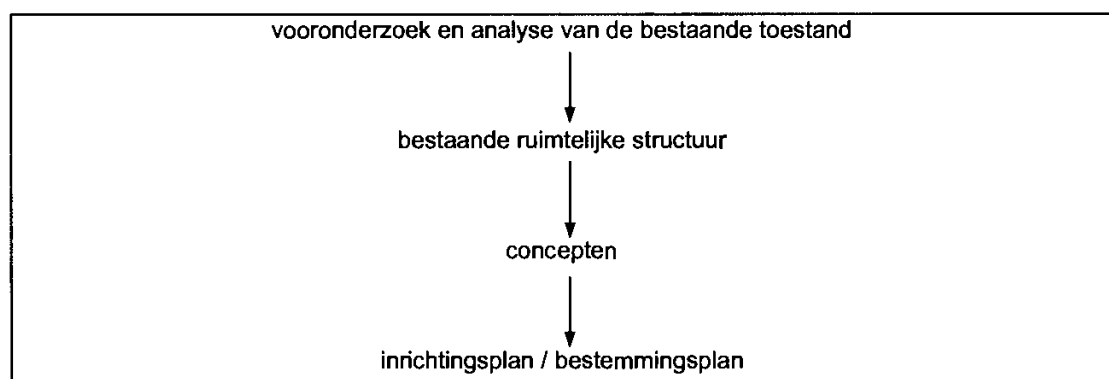 vooronderzoek en analyse van de bestaande toestand
bestaande ruimtelijke structuur
concepten
inrichtingsplan / bestemmingsplan